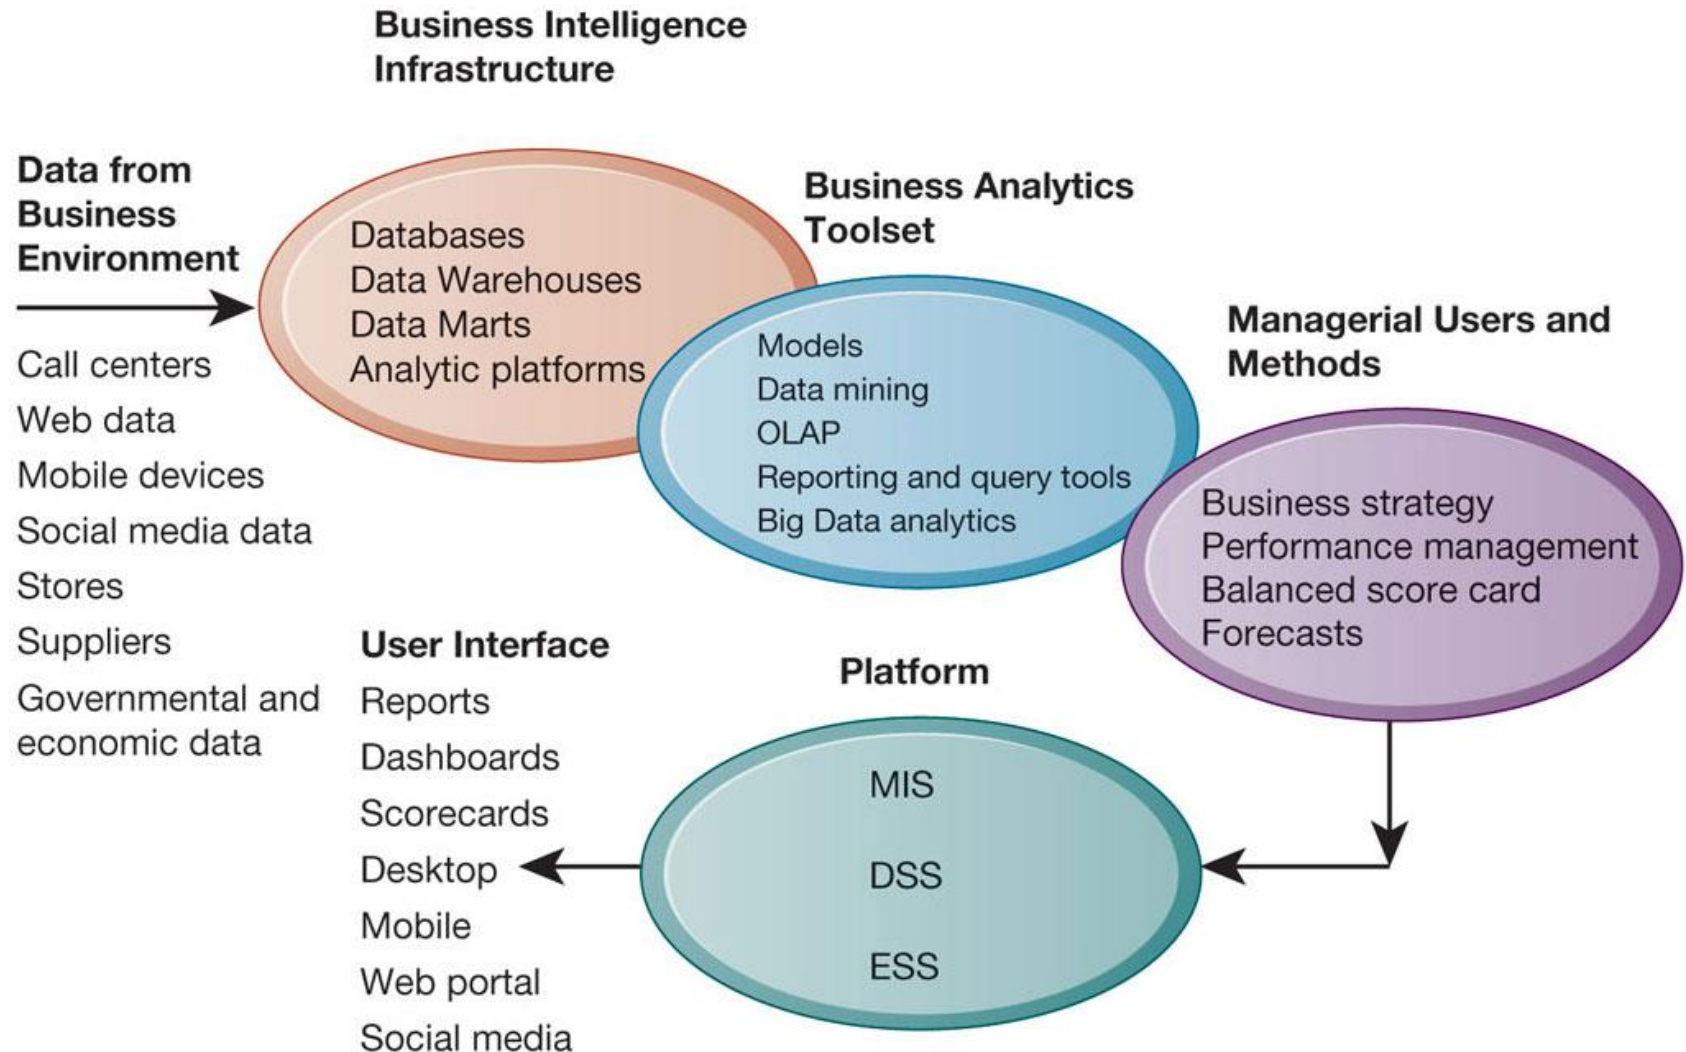 Business Intelligence
Infrastructure
Data from
Business
Environment
Call centers
Web data
Mobile devices
Social media data
Stores
Suppliers
Governmental and
economic data
Databases
Data Warehouses
Data Marts
Analytic platforms
Business Analytics
Toolset
Models
Data mining
OLAP
Reporting and query tools
Big Data analytics
Managerial Users and
Methods
Business strategy
Performance management
Balanced score card
Forecasts
Platform
MIS
DSS
ESS
User Interface
Reports
Dashboards
Scorecards
Desktop
Mobile
Web portal
Social media